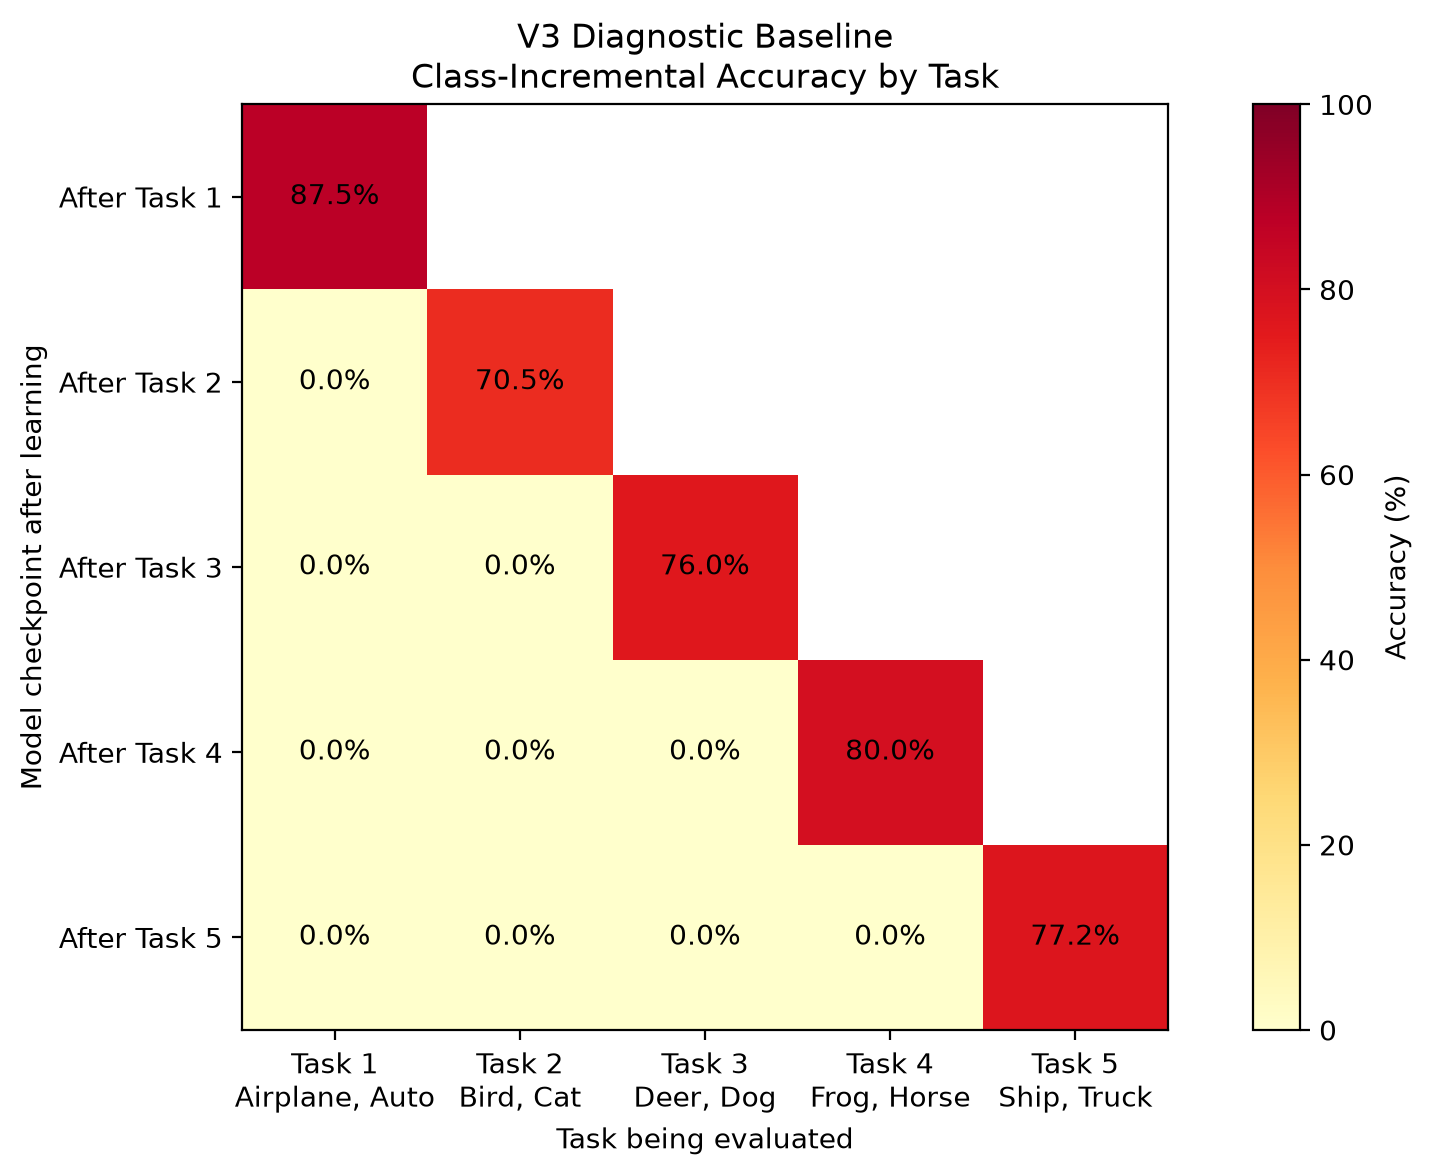 V3 Diagnostic Baseline
Class-Incremental Accuracy by Task
Model checkpoint after learning
After Task 1
87.5%
After Task 2
0.0%
70.5%
After Task 3
0.0%
0.0%
76.0%
After Task 4
0.0%
0.0%
0.0%
80.0%
After Task 5
0.0%
0.0%
0.0%
0.0%
77.2%
Task 1
Airplane, Auto
Task 2
Bird, Cat
Task 3
Deer, Dog
Task 4
Frog, Horse
Task 5
Ship, Truck
Task being evaluated
100
80
60
40
20
0
Accuracy (%)